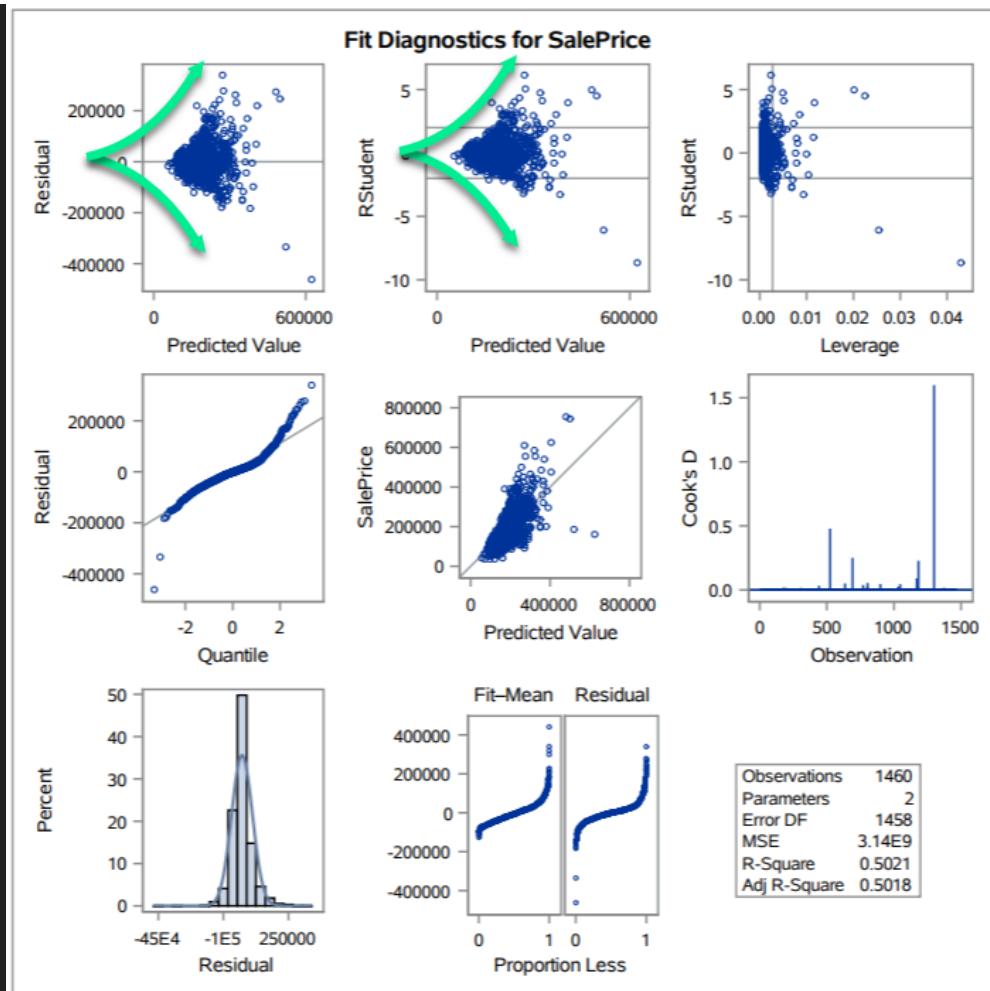 Fit Diagnostics for SalePrice
Residual
200000
0
-200000
-400000
0 600000
Predicted Value
RStudent
5
0
-5
-10
0 600000
Predicted Value
RStudent
5
0
-5
-10
0.00 0.01 0.02 0.03 0.04
Leverage
Residual
200000
0
-200000
-400000
-2 0 2
Quantile
SalePrice
800000
600000
400000
200000
0
0 400000 800000
Predicted Value
Cook's D
1.5
1.0
0.5
0.0
0 500 1000 1500
Observation
Percent
50
40
30
20
10
0
-45E4 -1E5 250000
Residual
Fit–Mean Residual
400000
200000
0
-200000
-400000
0 1 0 1
Proportion Less
Observations 1460
Parameters 2
Error DF 1458
MSE 3.14E9
R-Square 0.5021
Adj R-Square 0.5018